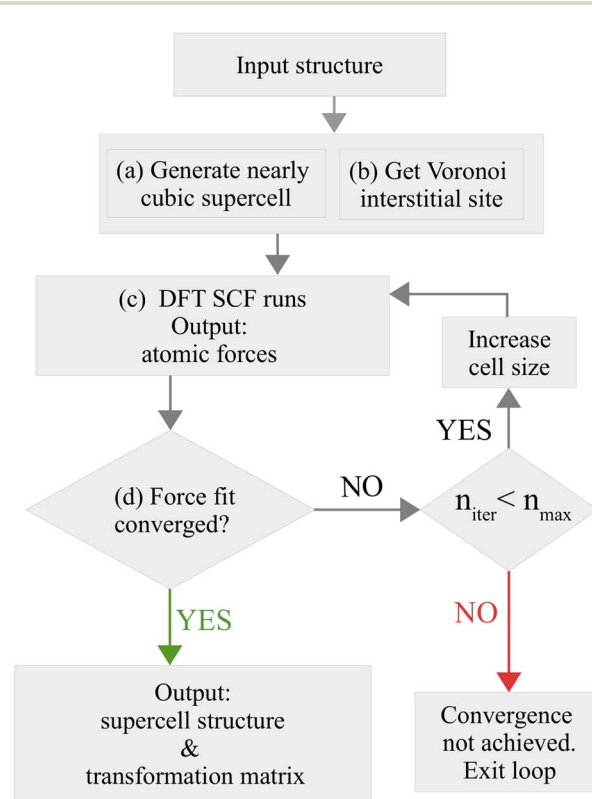 Input structure
(a) Generate nearly
cubic supercell
(b) Get Voronoi
interstitial site
(c) DFT SCF runs
Output:
atomic forces
Increase
cell size
YES
(d) Force fit
converged?
NO
n_iter < n_max
YES
NO
Output:
supercell structure
&
transformation matrix
Convergence
not achieved.
Exit loop